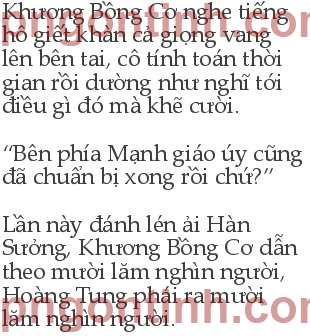 Khương Bồng Cơ nghe tiếng
hô giết khàn cả giọng vang
lên bên tai, cô tính toán thời
gian rồi dường như nghĩ tới
điều gì đó mà khẽ cười.
“Bên phía Mạnh giáo úy cũng
đã chuẩn bị xong rồi chứ?”
Lần này đánh lén ải Hàn
Sưởng, Khương Bồng Cơ dẫn
theo mười lăm nghìn người,
Hoàng Tung phái ra mười
lăm nghìn người.